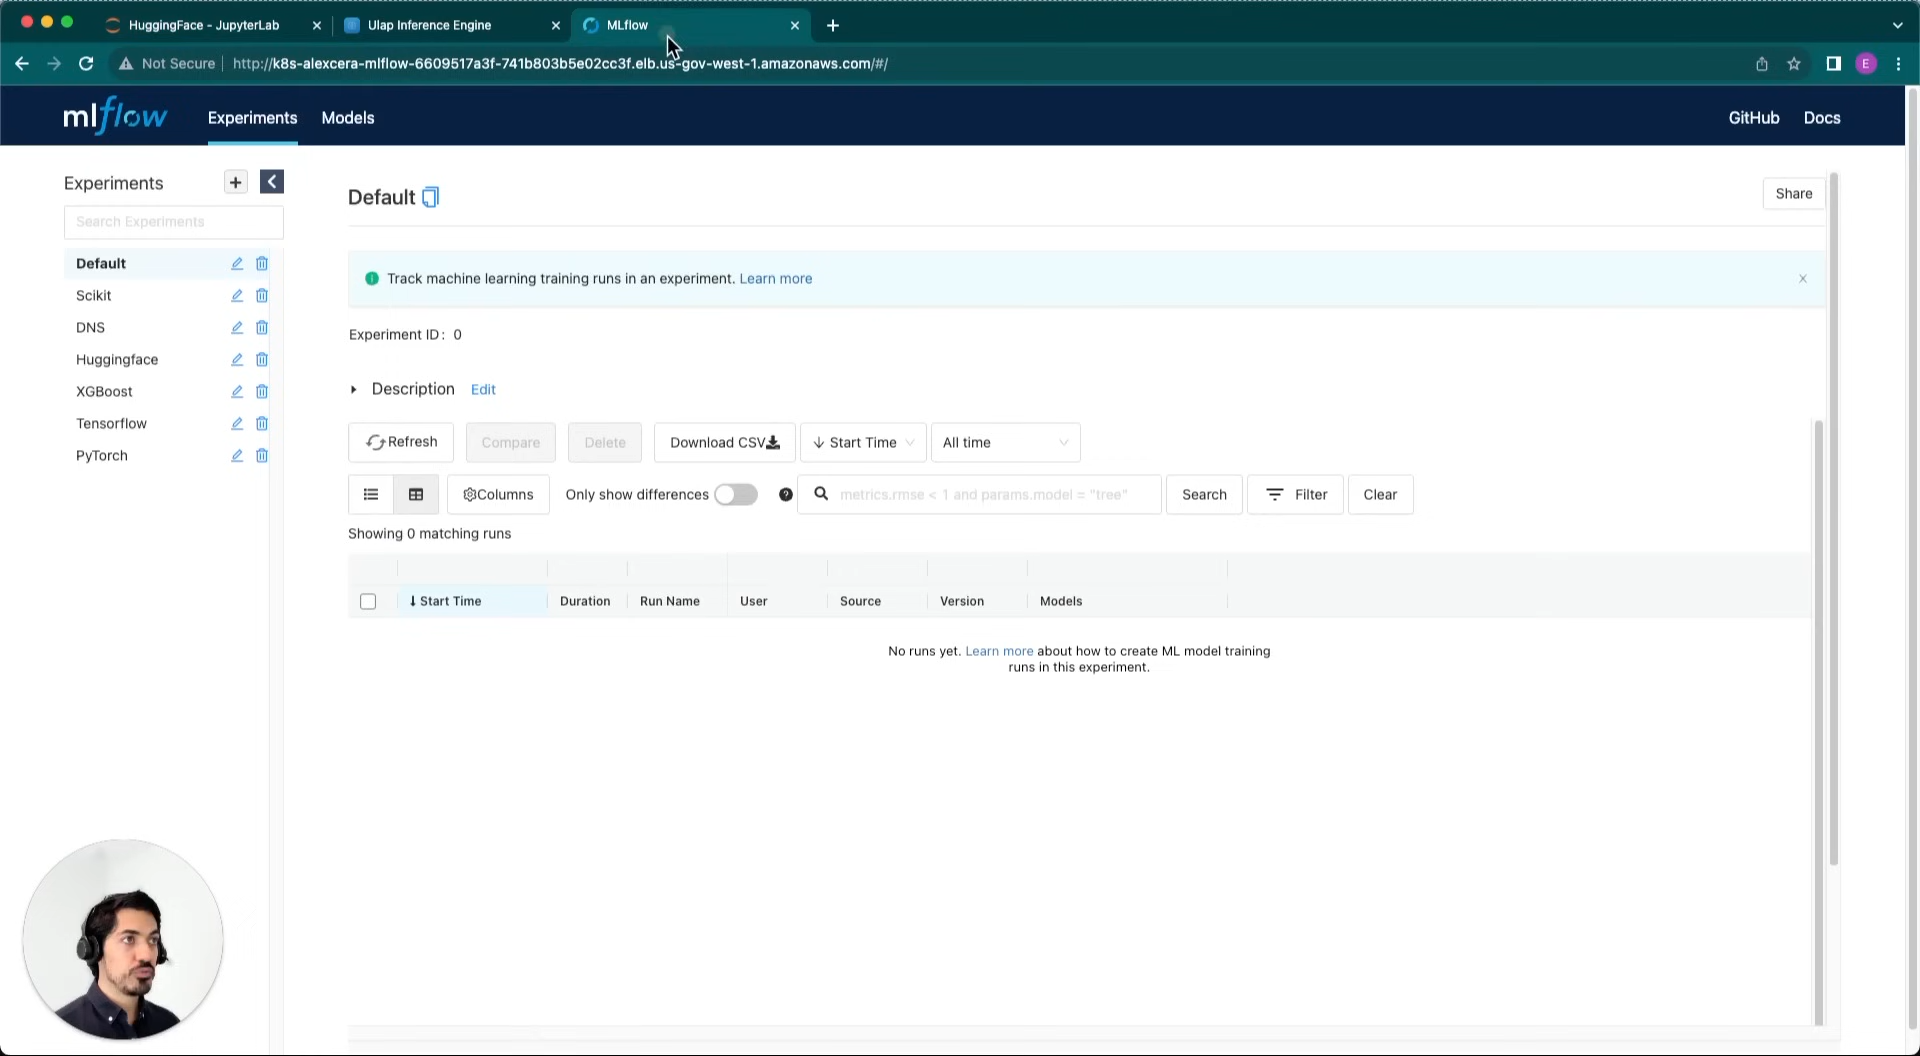 HuggingFace - JupyterLab
Ulap Inference Engine
MLflow
Not Secure http://k8s-alexcera-mlflow-6609517a3f-741b803b5e02cc3f.elb.us-gov-west-1.amazonaws.com/#/
E
mlflow Experiments Models GitHub Docs
Experiments
Search Experiments
Default
Scikit
DNS
Huggingface
XGBoost
Tensorflow
PyTorch
Default
Share
Track machine learning training runs in an experiment. Learn more
Experiment ID: 0
Description Edit
Refresh Compare Delete Download CSV Start Time All time
Columns Only show differences metrics.rmse < 1 and params.model = "tree" Search Filter Clear
Showing 0 matching runs
Start Time Duration Run Name User Source Version Models
No runs yet. Learn more about how to create ML model training
runs in this experiment.